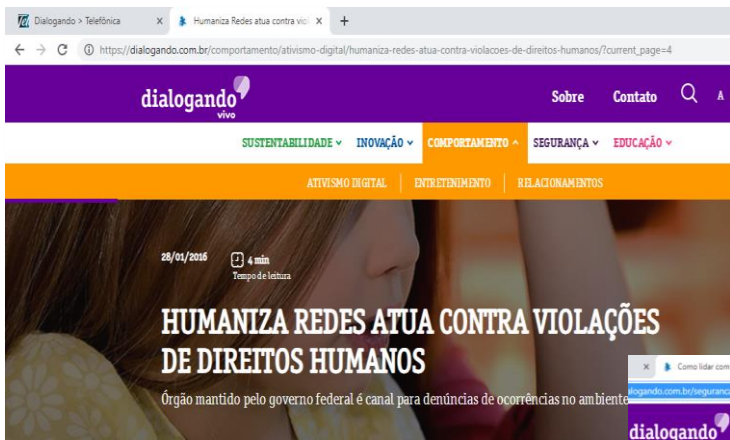 Dialogando > Telefônica
Humaniza Redes atua contra vio
https://dialogando.com.br/comportamento/ativismo-digital/humaniza-redes-atua-contra-violacoes-de-direitos-humanos/?current_page=4
dialogando
vivo
Sobre Contato A
SUSTENTABILIDADE INOVAÇÃO COMPORTAMENTO SEGURANÇA EDUCAÇÃO
ATIVISMO DIGITAL ENTRETENIMENTO RELACIONAMENTOS
28/01/2016 4 min
Tempo de leitura
HUMANIZA REDES ATUA CONTRA VIOLAÇÕES
DE DIREITOS HUMANOS
Órgão mantido pelo governo federal é canal para denúncias de ocorrências no ambiente
Como lidar com
alogando.com.br/seguranca
dialogando